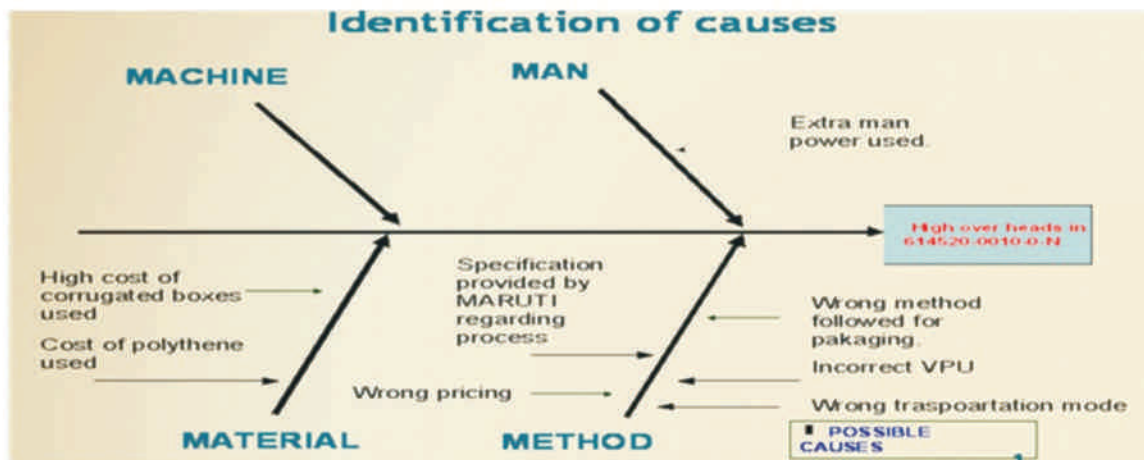 Identification of causes
MACHINE
MAN
Extra man
power used.
High over heads in
614520-0010-0-N
High cost of
corrugated boxes
used
Cost of polythene
used
Specification
provided by
MARUTI
regarding
process
Wrong pricing
Wrong method
followed for
pakaging.
Incorrect VPU
Wrong traspoartation mode
MATERIAL
METHOD
POSSIBLE
CAUSES